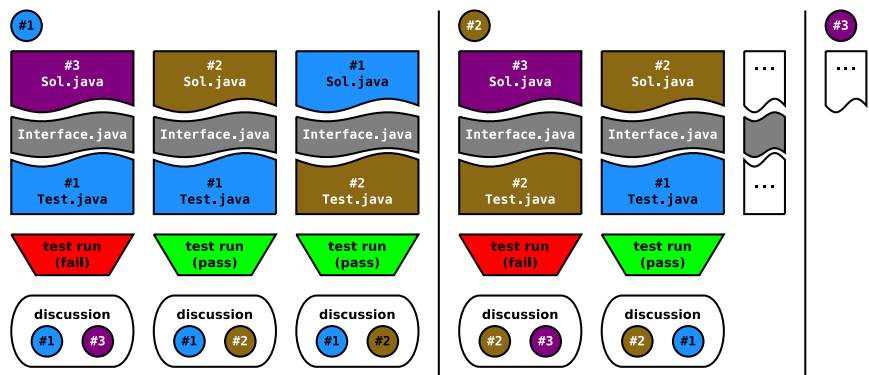 #1
#3
Sol.java
Interface.java
#1
Test.java
test run
(fail)
discussion
#1 #3
#2
Sol.java
Interface.java
#1
Test.java
test run
(pass)
discussion
#1 #2
#1
Sol.java
Interface.java
#2
Test.java
test run
(pass)
discussion
#1 #2
#2
#3
Sol.java
Interface.java
#2
Test.java
test run
(fail)
discussion
#2 #3
#2
Sol.java
Interface.java
#1
Test.java
test run
(pass)
discussion
#2 #1
...
...
#3
...